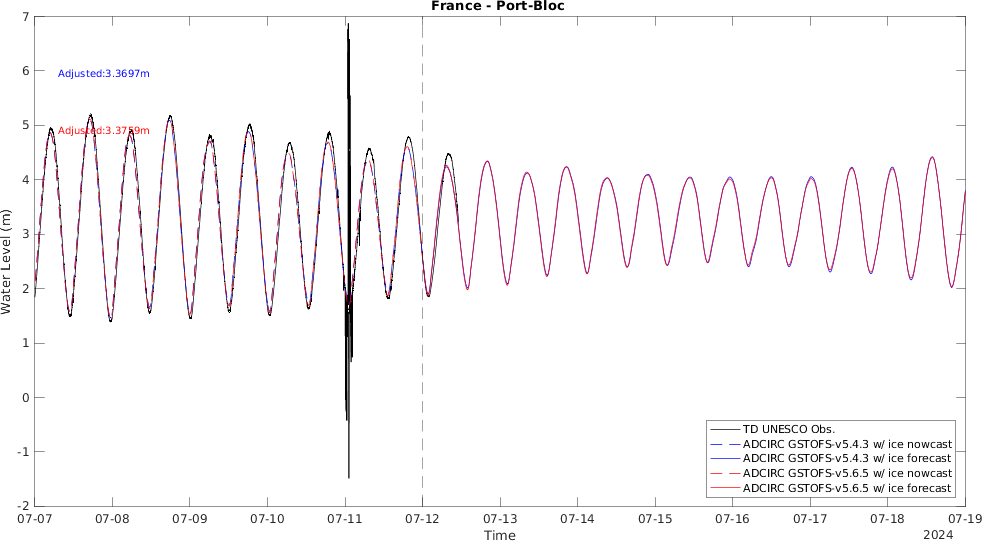 France - Port-Bloc
7
6
5
4
3
2
1
0
-1
-2
Water Level (m)
Adjusted:3.3697m
Adjusted:3.3759m
TD UNESCO Obs.
ADCIRC GSTOFS-v5.4.3 w/ ice nowcast
ADCIRC GSTOFS-v5.4.3 w/ ice forecast
ADCIRC GSTOFS-v5.6.5 w/ ice nowcast
ADCIRC GSTOFS-v5.6.5 w/ ice forecast
07-07 07-08 07-09 07-10 07-11 07-12 07-13 07-14 07-15 07-16 07-17 07-18 07-19
Time
2024